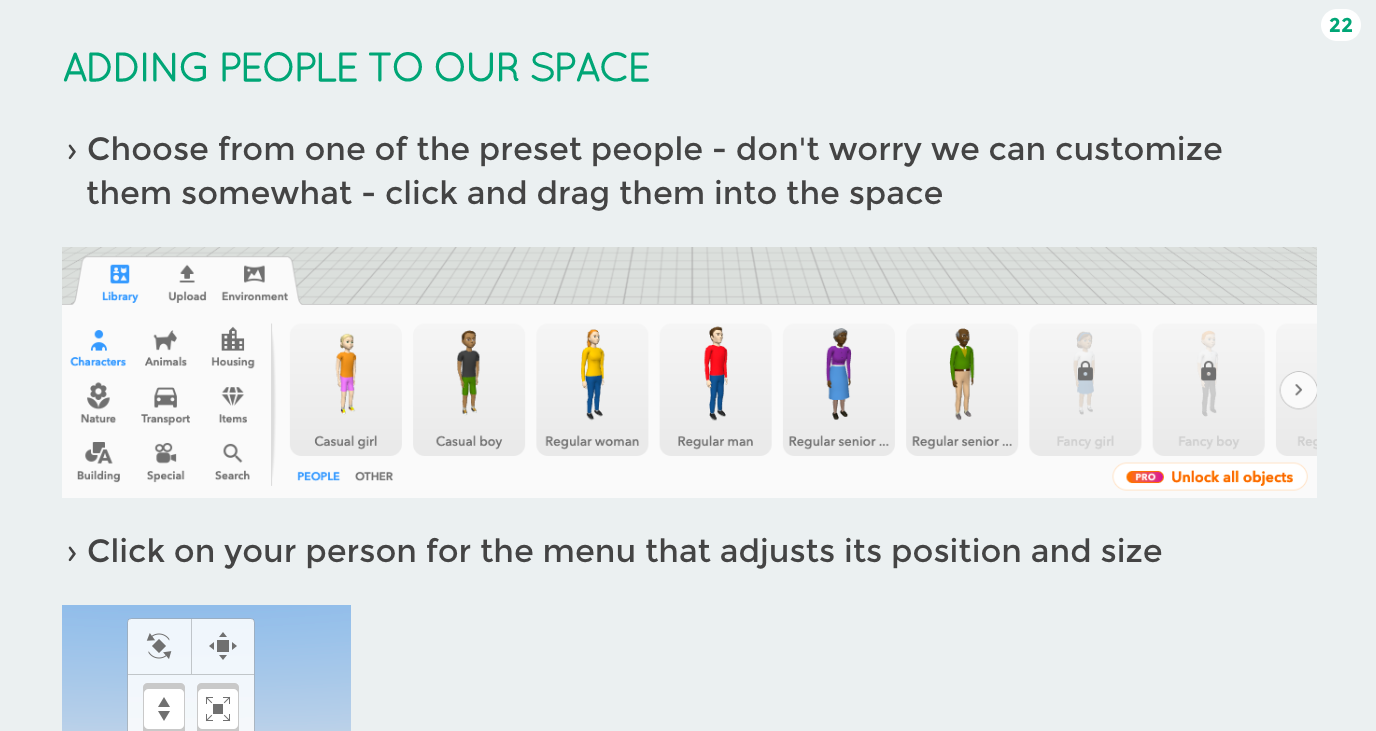 22
ADDING PEOPLE TO OUR SPACE
› Choose from one of the preset people - don't worry we can customize
them somewhat - click and drag them into the space
Library Upload Environment
Characters Animals Housing
Nature Transport Items
Building Special Search
Casual girl Casual boy Regular woman Regular man Regular senior ... Regular senior ... Fancy girl Fancy boy Reg
PEOPLE OTHER
PRO Unlock all objects
› Click on your person for the menu that adjusts its position and size